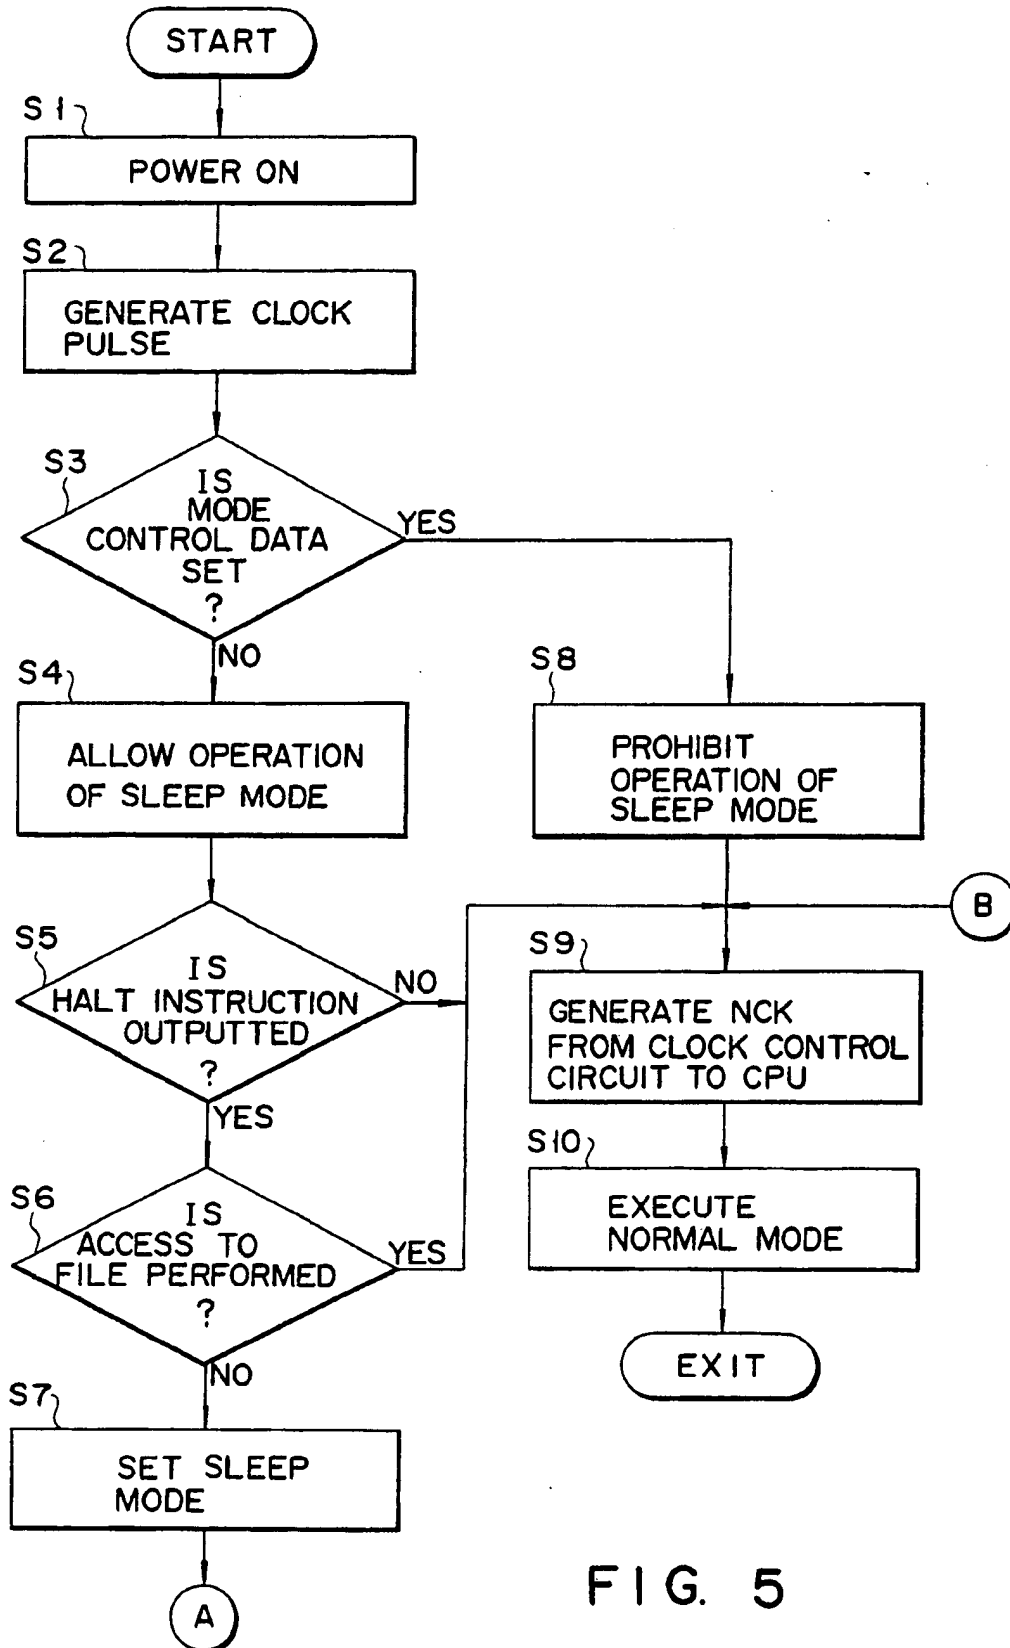 START
S1
POWER ON
S2
GENERATE CLOCK
PULSE
S3
IS
MODE
CONTROL DATA
SET
?
YES
NO
S4
ALLOW OPERATION
OF SLEEP MODE
S8
PROHIBIT
OPERATION OF
SLEEP MODE
B
S5
IS
HALT INSTRUCTION
OUTPUTTED
?
NO
YES
S9
GENERATE NCK
FROM CLOCK CONTROL
CIRCUIT TO CPU
S6
IS
ACCESS TO
FILE PERFORMED
?
YES
NO
S10
EXECUTE
NORMAL MODE
EXIT
S7
SET SLEEP
MODE
A
FIG. 5